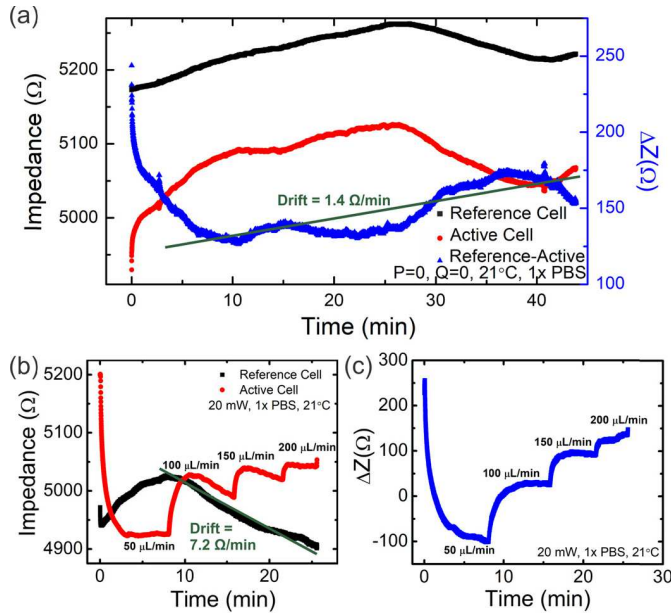 (a)
Impedance (Ω)
5200
5100
5000
250
200
150
100
ΔZ(Ω)
Drift = 1.4 Ω/min
Reference Cell
Active Cell
Reference-Active
P=0, Q=0, 21°C, 1x PBS
0
10
20
30
40
Time (min)
(b)
Impedance (Ω)
5200
5100
5000
4900
Reference Cell
Active Cell
20 mW, 1x PBS, 21°C
50 µL/min
100 µL/min
150 µL/min
200 µL/min
Drift =
7.2 Ω/min
0
10
20
Time (min)
(c)
ΔZ(Ω)
300
200
100
0
-100
50 µL/min
100 µL/min
150 µL/min
200 µL/min
20 mW, 1x PBS, 21°C
0
10
20
30
Time (min)